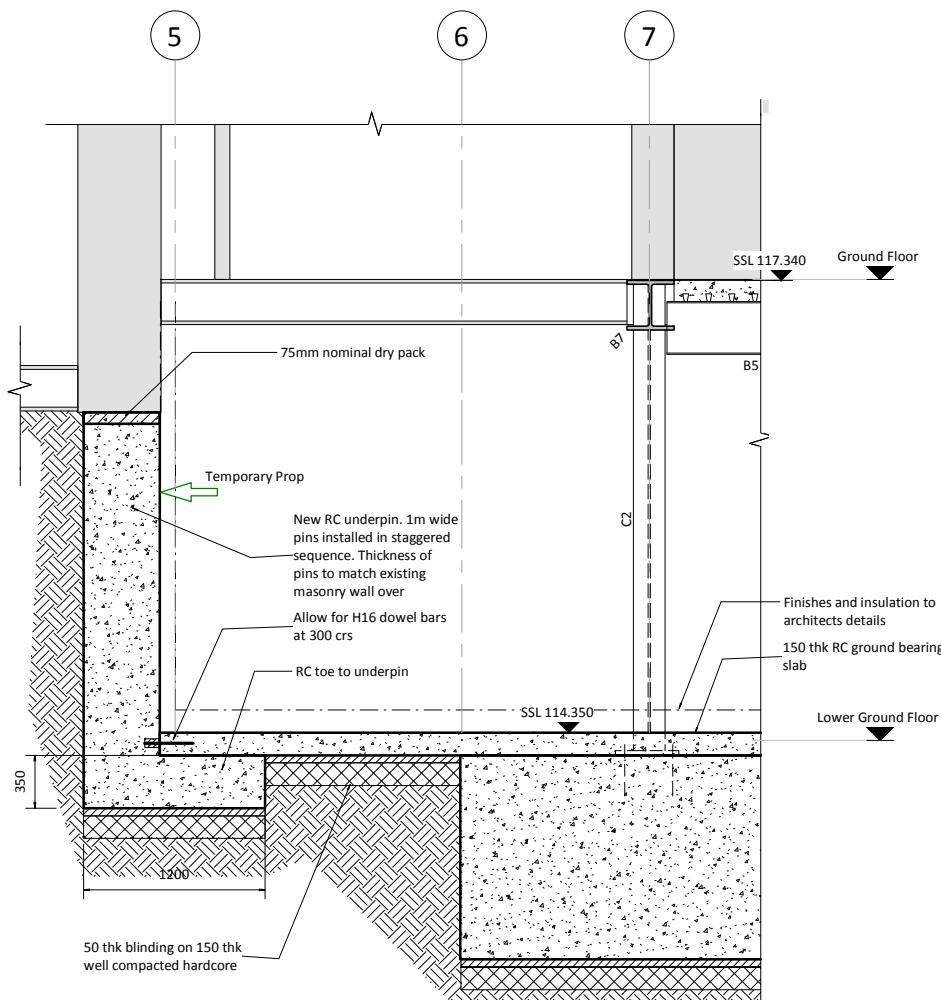 5
6
7
SSL 117.340
Ground Floor
B7
B5
75mm nominal dry pack
Temporary Prop
New RC underpin. 1m wide
pins installed in staggered
sequence. Thickness of
pins to match existing
masonry wall over
C2
Allow for H16 dowel bars
at 300 crs
RC toe to underpin
Finishes and insulation to
architects details
150 thk RC ground bearing
slab
SSL 114.350
Lower Ground Floor
350
1200
50 thk blinding on 150 thk
well compacted hardcore